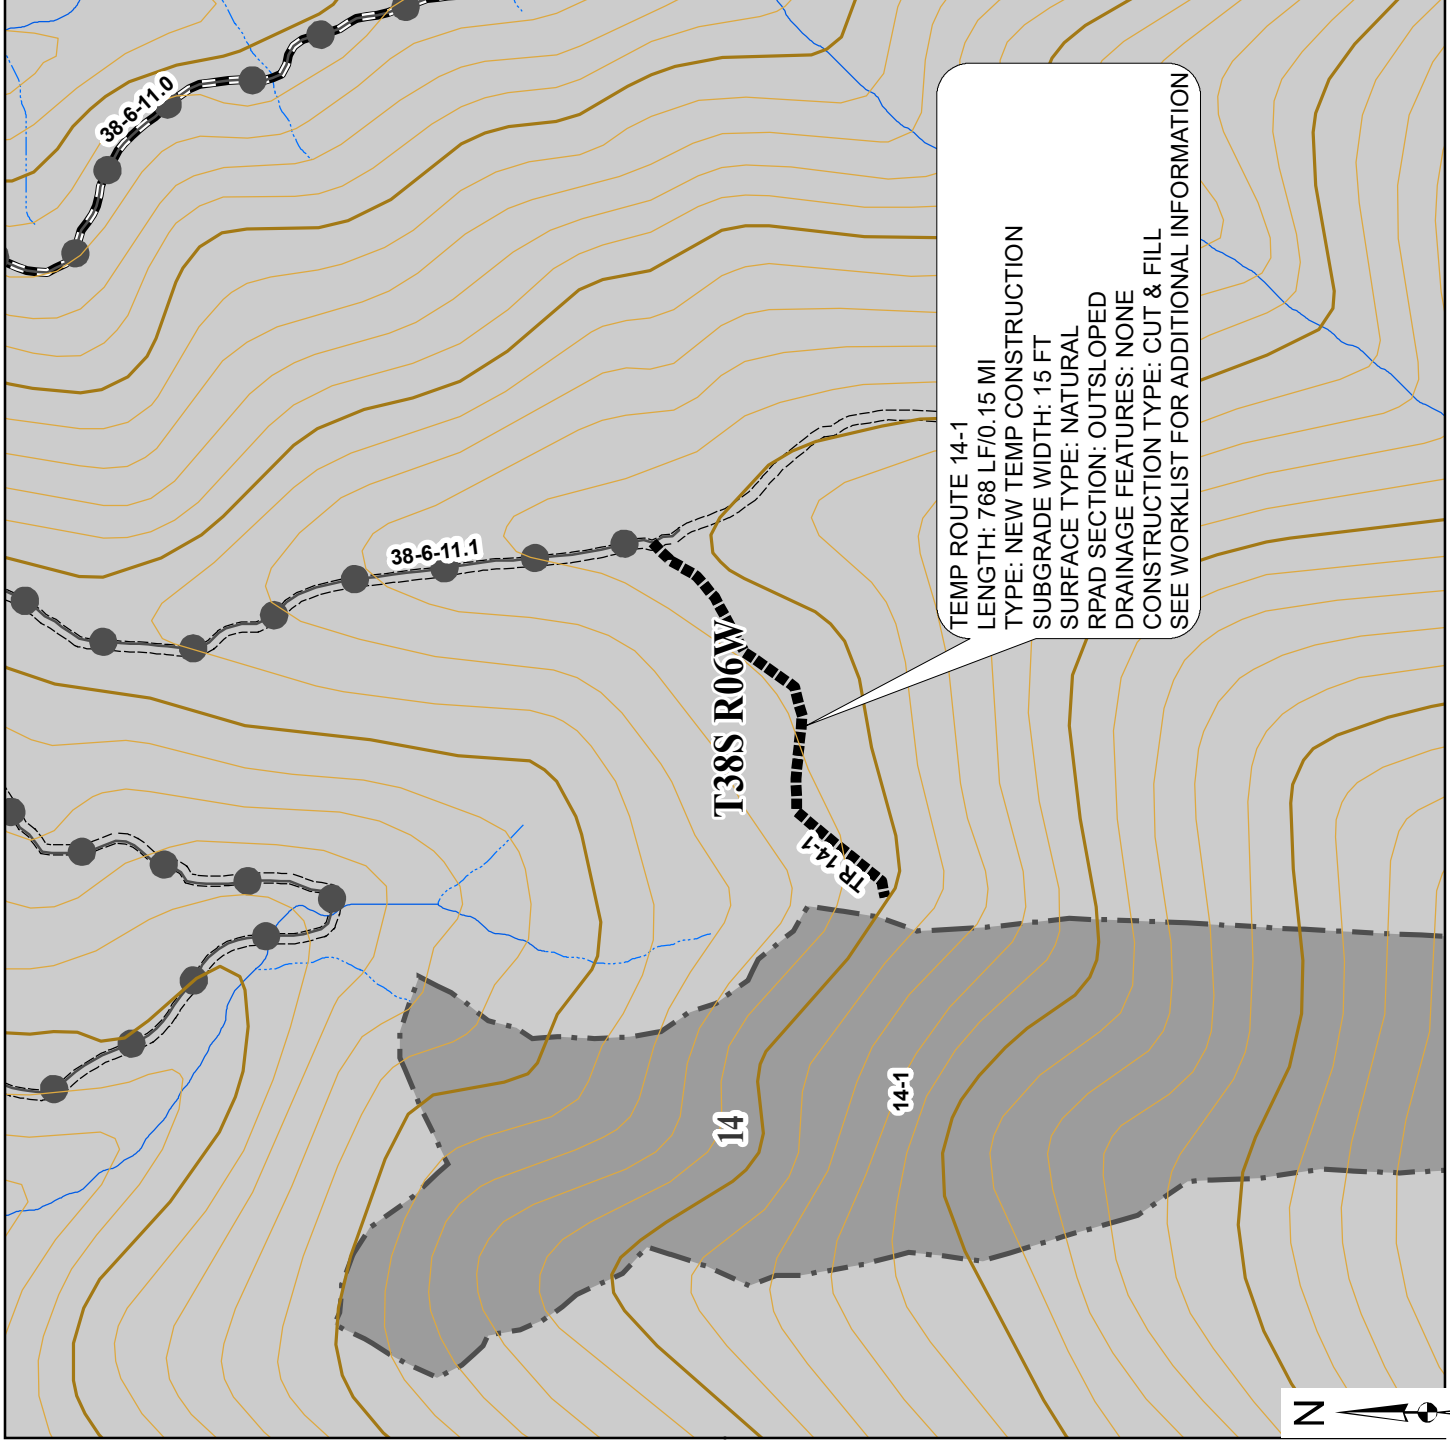 38-6-11.0
38-6-11.1
T38S R06W
TR 14-1
14
14-1
TEMP ROUTE 14-1
LENGTH: 768 LF/0.15 MI
TYPE: NEW TEMP CONSTRUCTION
SUBGRADE WIDTH: 15 FT
SURFACE TYPE: NATURAL
RPAD SECTION: OUTSLOPED
DRAINAGE FEATURES: NONE
CONSTRUCTION TYPE: CUT & FILL
SEE WORKLIST FOR ADDITIONAL INFORMATION
N